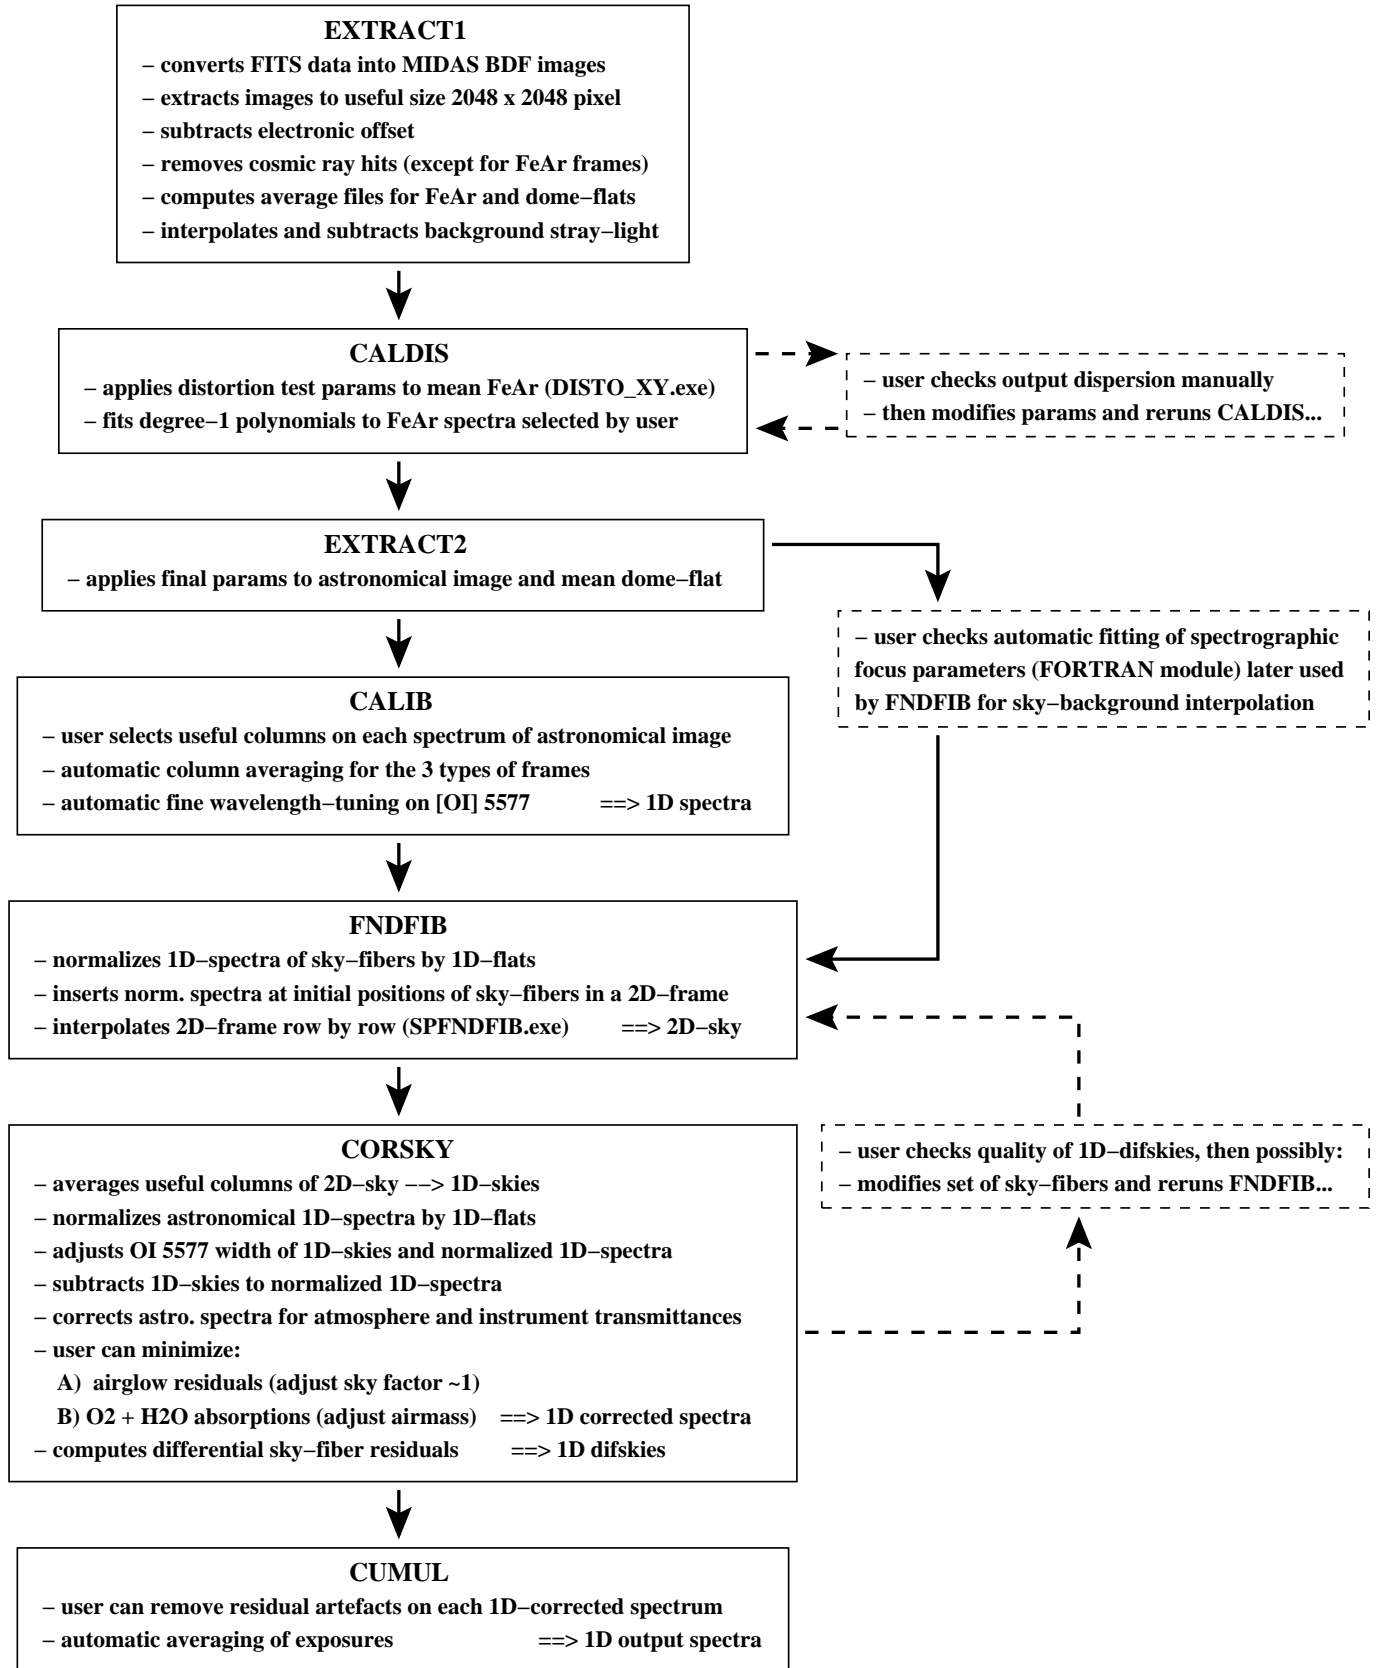 EXTRACT1
– converts FITS data into MIDAS BDF images
– extracts images to useful size 2048 x 2048 pixel
– subtracts electronic offset
– removes cosmic ray hits (except for FeAr frames)
– computes average files for FeAr and dome–flats
– interpolates and subtracts background stray–light
CALDIS
– applies distortion test params to mean FeAr (DISTO_XY.exe)
– fits degree–1 polynomials to FeAr spectra selected by user
– user checks output dispersion manually
– then modifies params and reruns CALDIS...
EXTRACT2
– applies final params to astronomical image and mean dome–flat
– user checks automatic fitting of spectrographic
focus parameters (FORTRAN module) later used
by FNDFIB for sky–background interpolation
CALIB
– user selects useful columns on each spectrum of astronomical image
– automatic column averaging for the 3 types of frames
– automatic fine wavelength–tuning on [OI] 5577 ==> 1D spectra
FNDFIB
– normalizes 1D–spectra of sky–fibers by 1D–flats
– inserts norm. spectra at initial positions of sky–fibers in a 2D–frame
– interpolates 2D–frame row by row (SPFNDFIB.exe) ==> 2D–sky
CORSKY
– averages useful columns of 2D–sky ––> 1D–skies
– normalizes astronomical 1D–spectra by 1D–flats
– adjusts OI 5577 width of 1D–skies and normalized 1D–spectra
– subtracts 1D–skies to normalized 1D–spectra
– corrects astro. spectra for atmosphere and instrument transmittances
– user can minimize:
A) airglow residuals (adjust sky factor ~1)
B) O2 + H2O absorptions (adjust airmass) ==> 1D corrected spectra
– computes differential sky–fiber residuals ==> 1D difskies
– user checks quality of 1D–difskies, then possibly:
– modifies set of sky–fibers and reruns FNDFIB...
CUMUL
– user can remove residual artefacts on each 1D–corrected spectrum
– automatic averaging of exposures ==> 1D output spectra